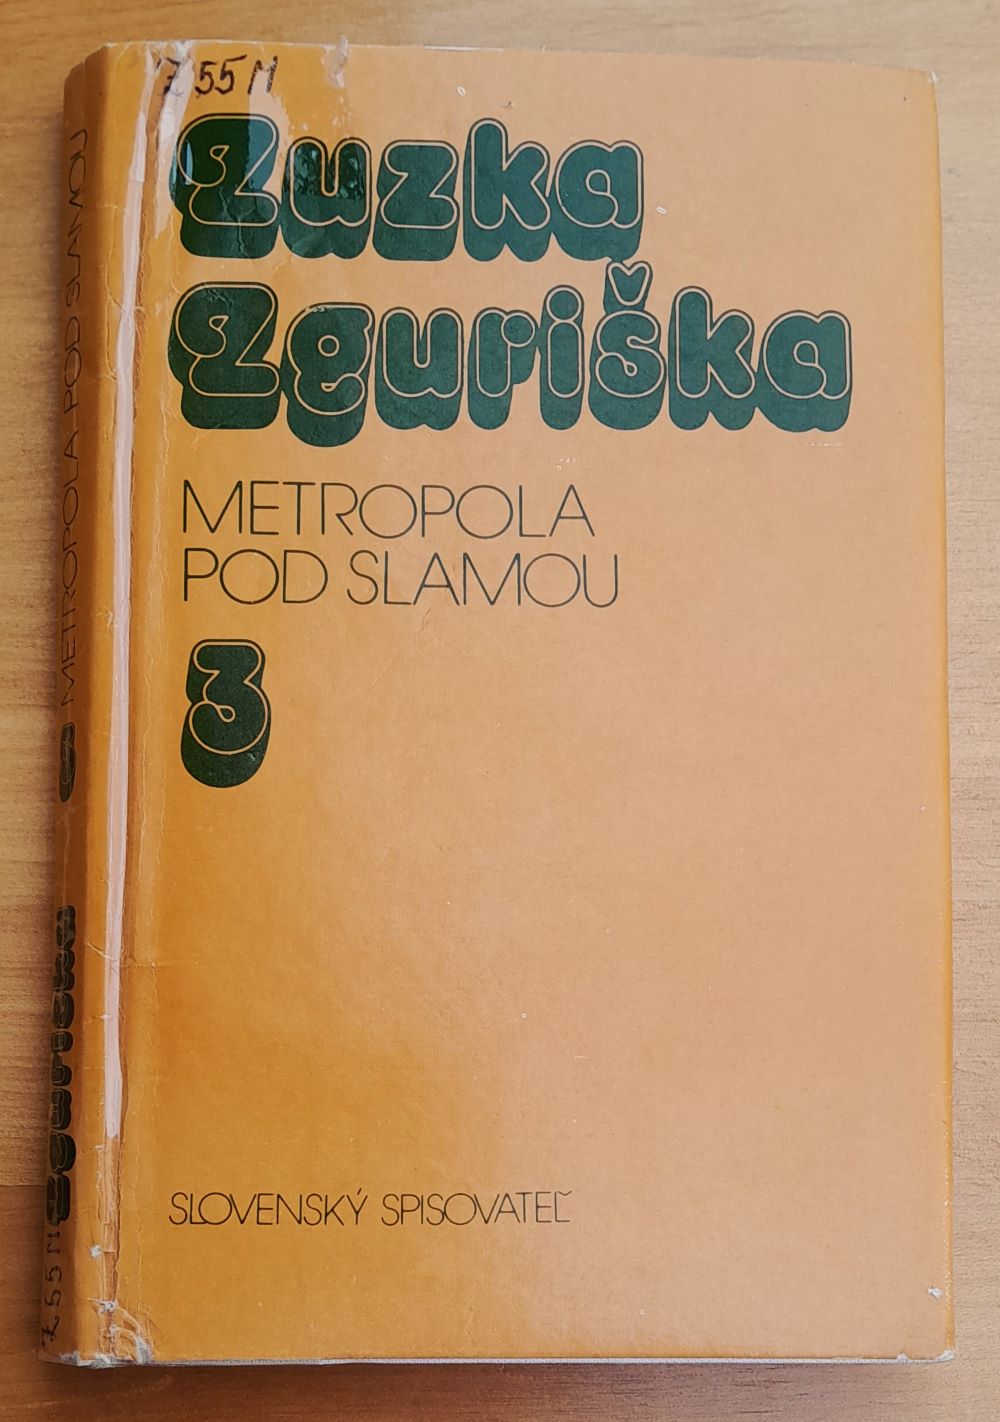 Z 55 M
Zuzka
Zguriška
METROPOLA
POD SLAMOU
3
SLOVENSKÝ SPISOVATEĽ
Z 55 M Zguriška 3 METROPOLA POD SLAMOU